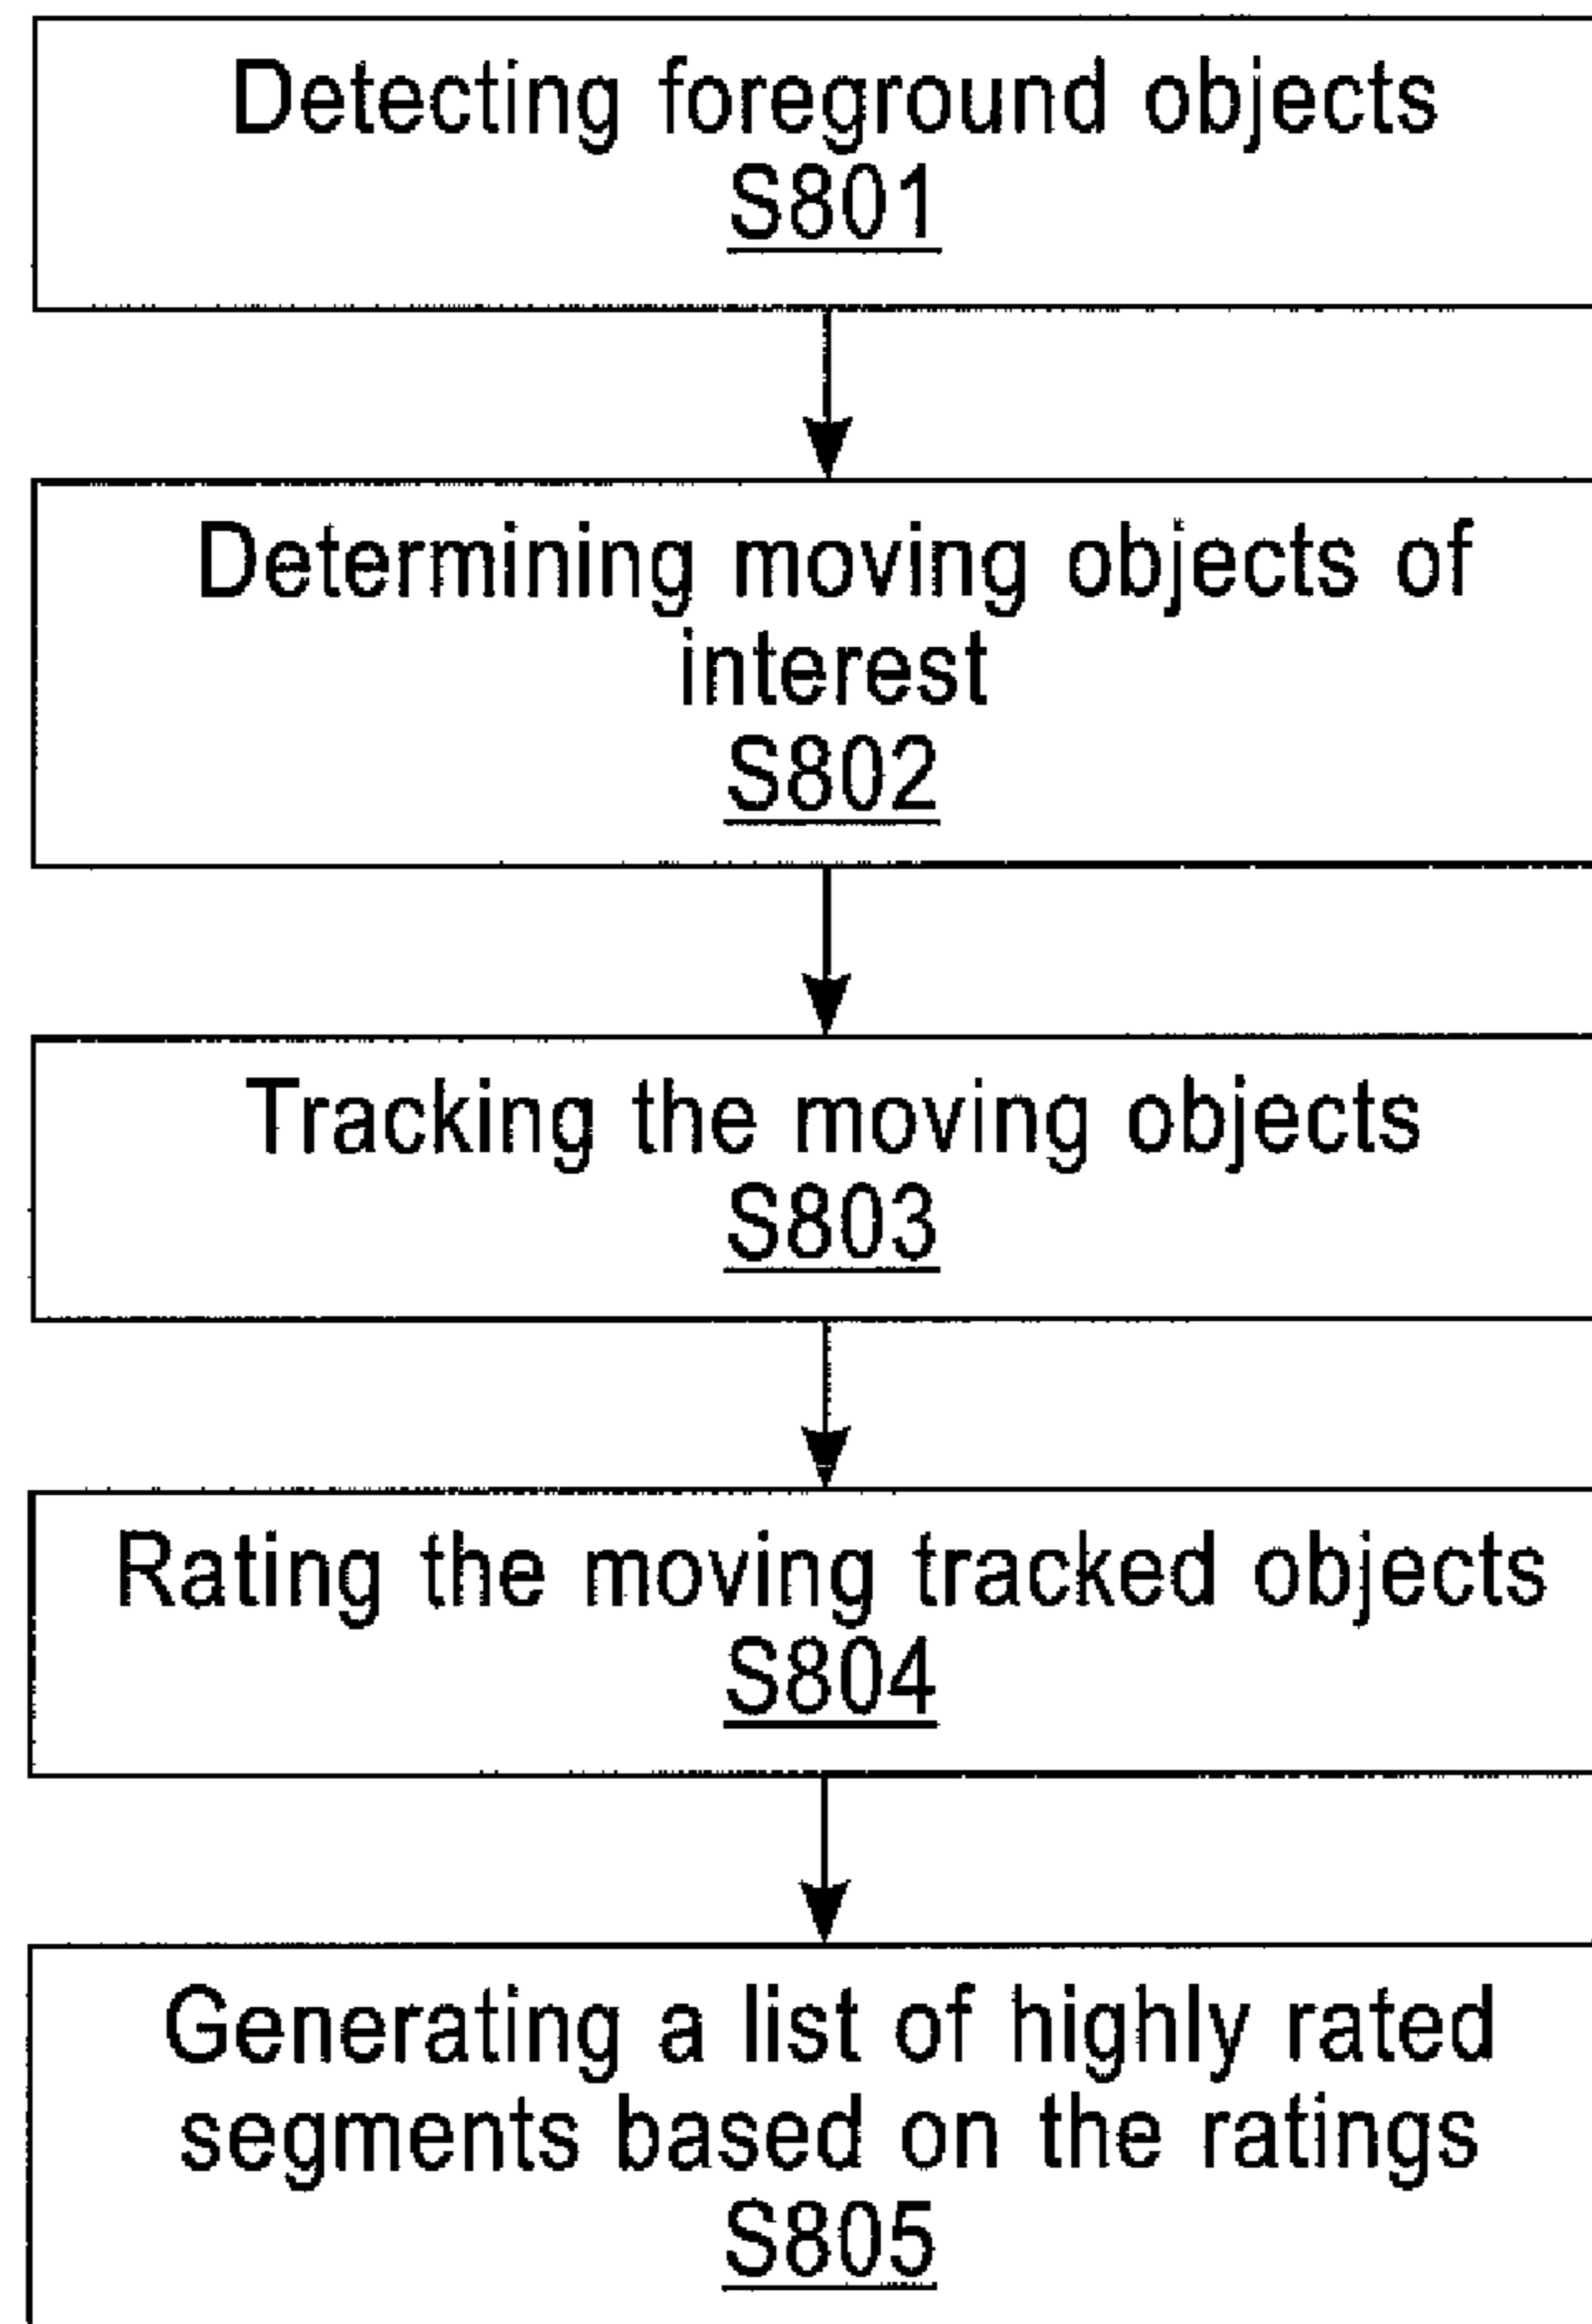 Detecting foreground objects
S801
Determining moving objects of
interest
S802
Tracking the moving objects
S803
Rating the moving tracked objects
S804
Generating a list of highly rated
segments based on the ratings
S805